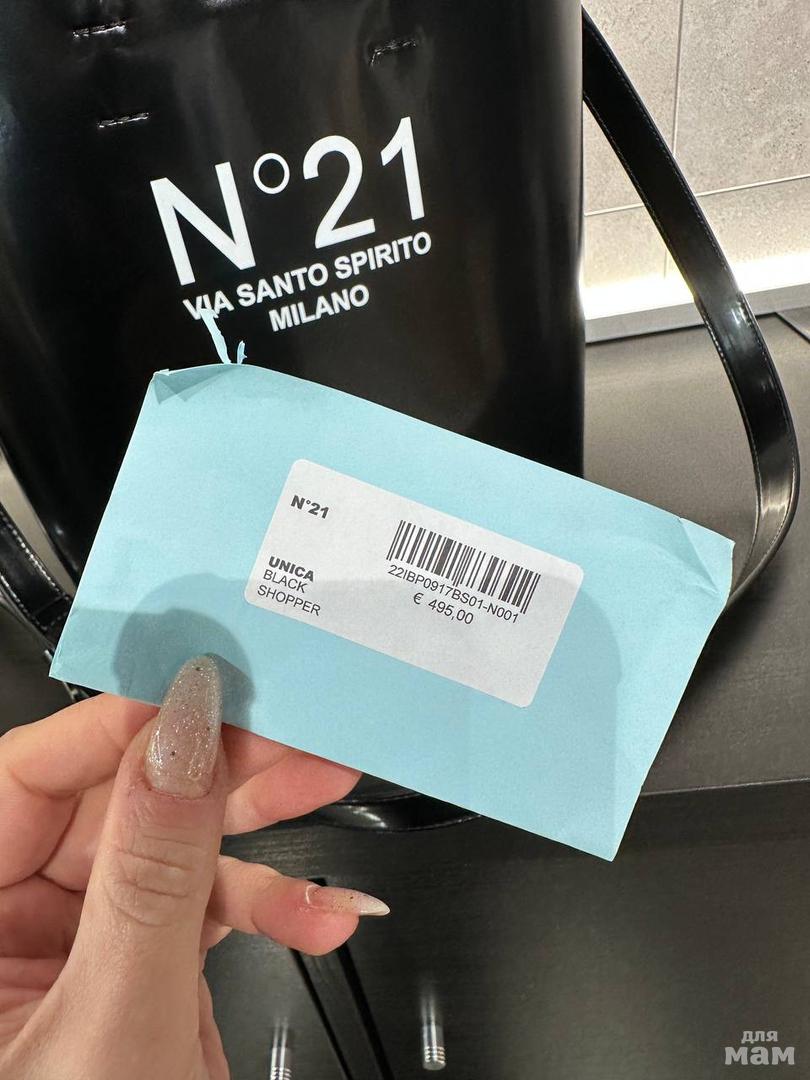 N°21
VIA SANTO SPIRITO
MILANO
N°21
UNICA
BLACK
SHOPPER
22IBP0917BS01-N001
€ 495,00
для
мам